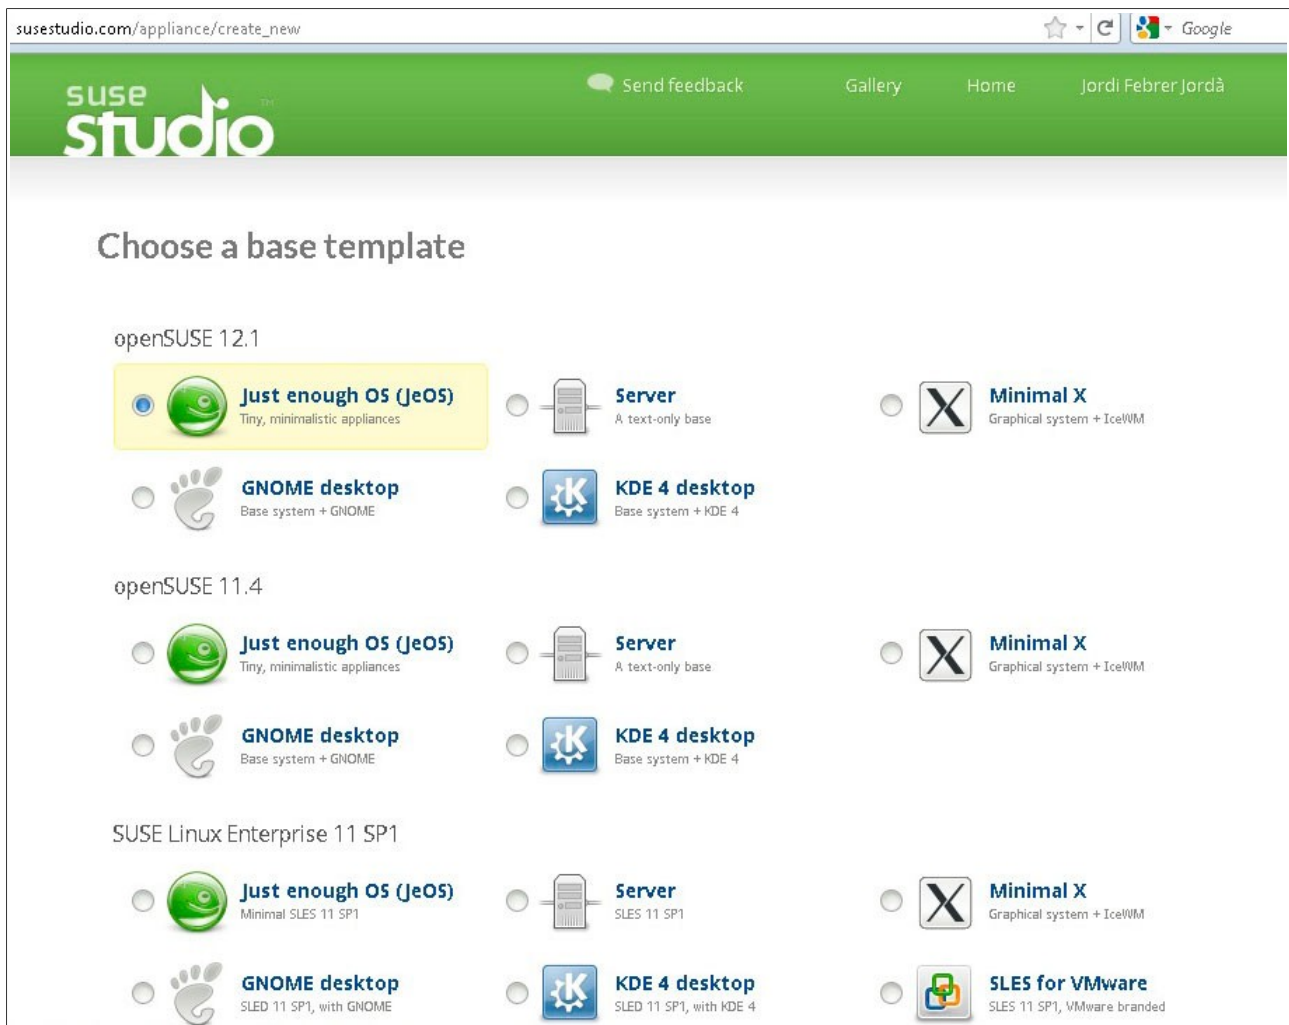 susestudio.com/appliance/create_new
Google
suse
studio™
Send feedback
Gallery
Home
Jordi Febrer Jordà
Choose a base template
openSUSE 12.1
Just enough OS (JeOS)
Tiny, minimalistic appliances
Server
A text-only base
Minimal X
Graphical system + IceWM
GNOME desktop
Base system + GNOME
KDE 4 desktop
Base system + KDE 4
openSUSE 11.4
Just enough OS (JeOS)
Tiny, minimalistic appliances
Server
A text-only base
Minimal X
Graphical system + IceWM
GNOME desktop
Base system + GNOME
KDE 4 desktop
Base system + KDE 4
SUSE Linux Enterprise 11 SP1
Just enough OS (JeOS)
Minimal SLES 11 SP1
Server
SLES 11 SP1
Minimal X
Graphical system + IceWM
GNOME desktop
SLED 11 SP1, with GNOME
KDE 4 desktop
SLED 11 SP1, with KDE 4
SLES for VMware
SLES 11 SP1, VMware branded